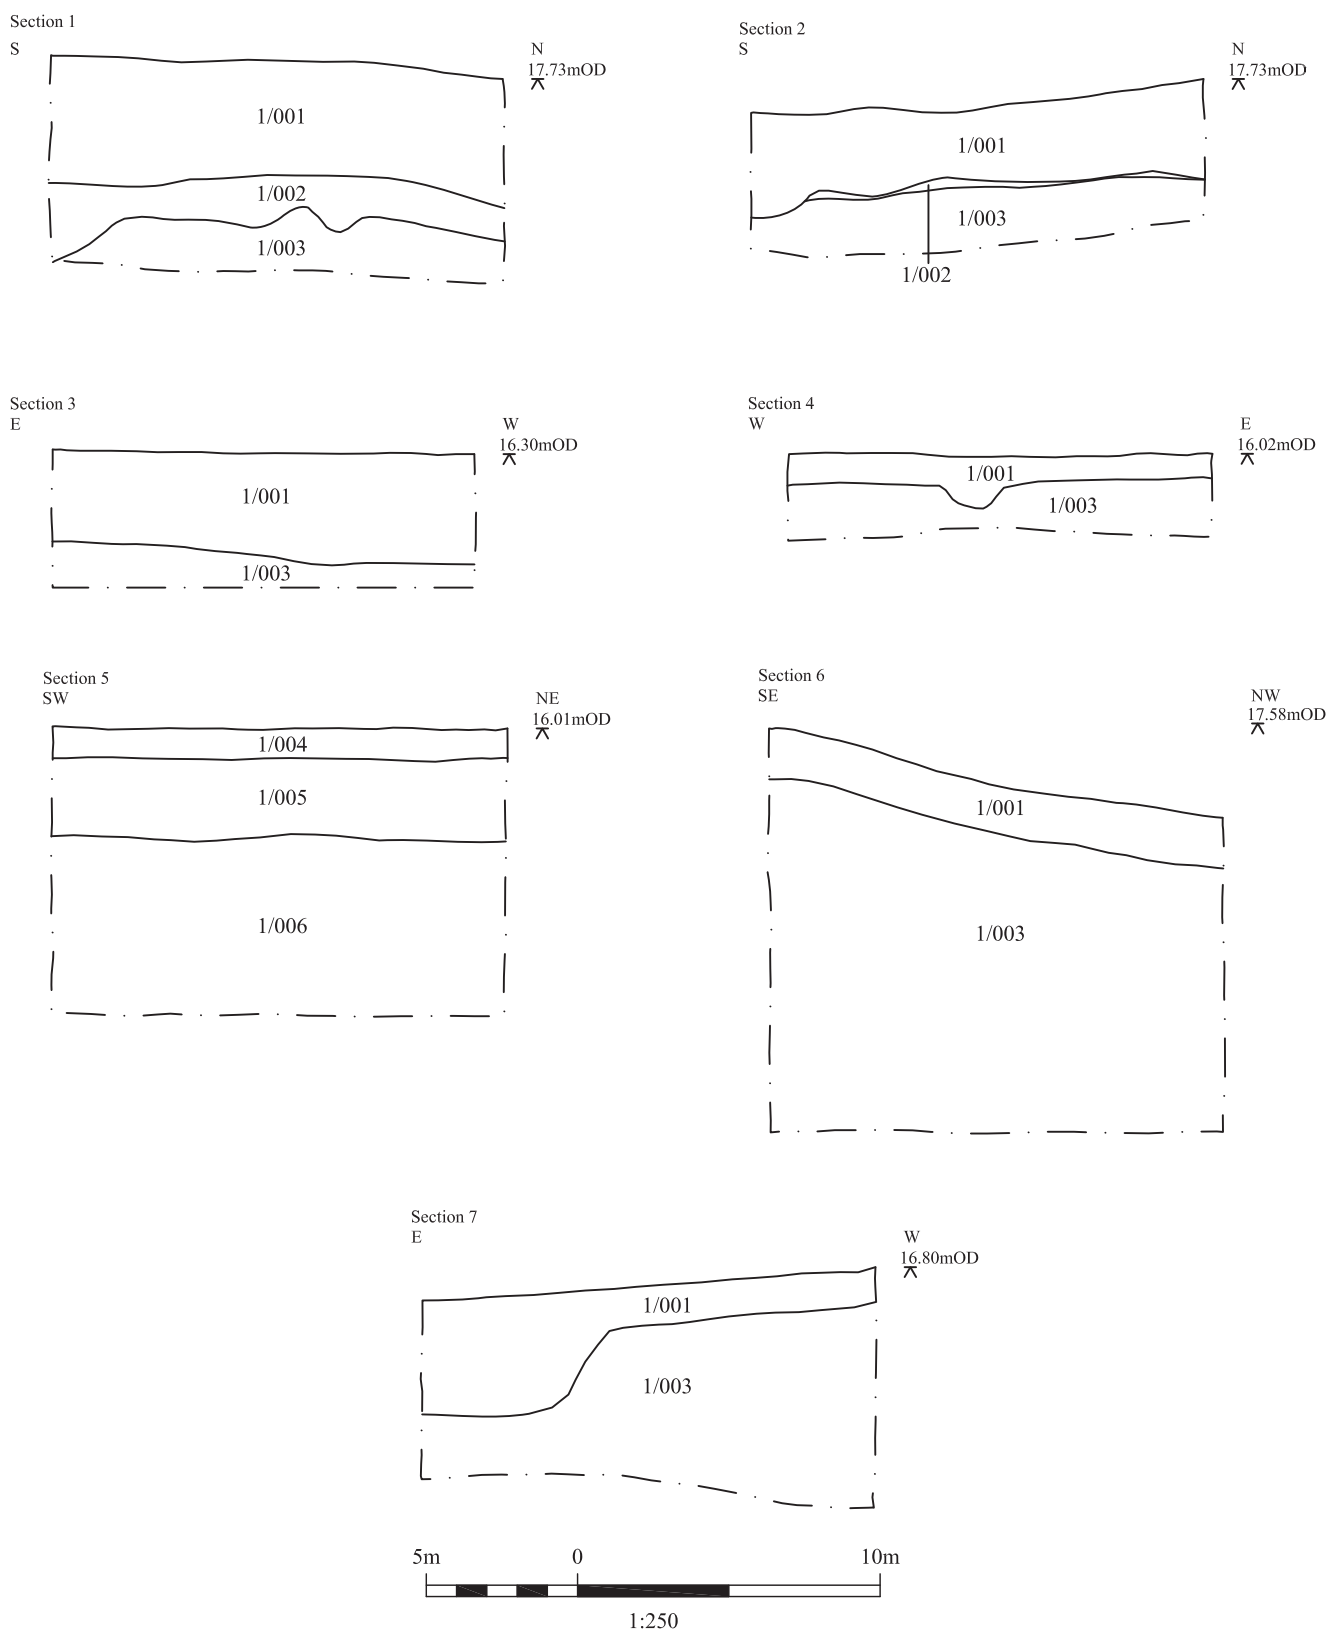 Section 1
S
N
17.73mOD
1/001
1/002
1/003
Section 2
S
N
17.73mOD
1/001
1/003
1/002
Section 3
E
W
16.30mOD
1/001
1/003
Section 4
W
E
16.02mOD
1/001
1/003
Section 5
SW
NE
16.01mOD
1/004
1/005
1/006
Section 6
SE
NW
17.58mOD
1/001
1/003
Section 7
E
W
16.80mOD
1/001
1/003
5m 0 10m
1:250